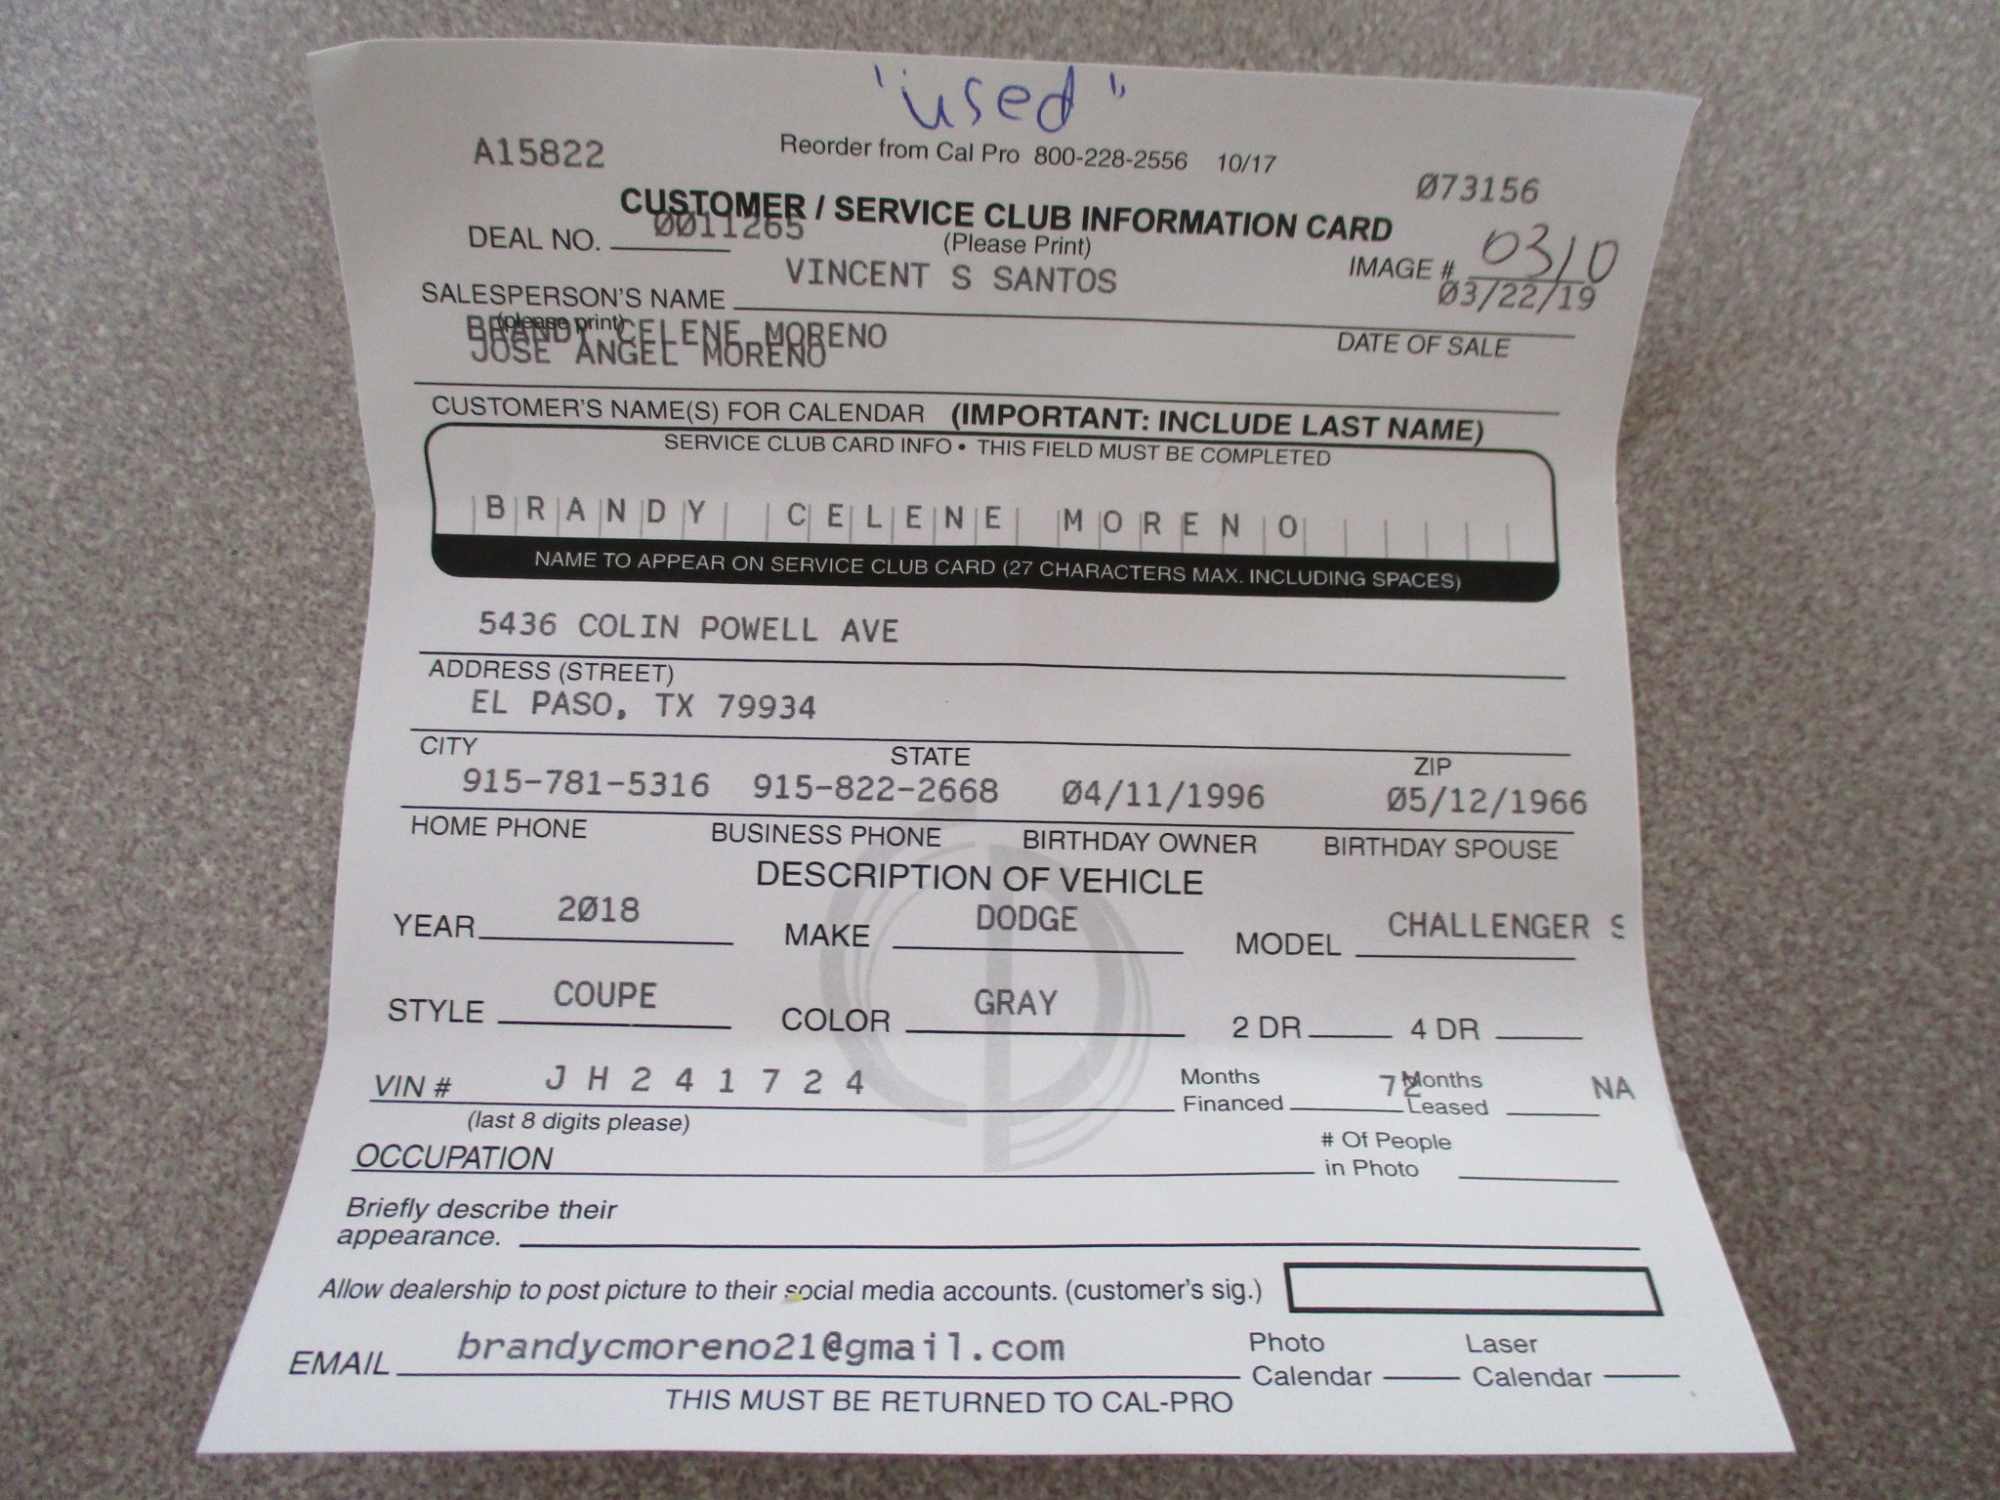 "used"
A15822
Reorder from Cal Pro 800-228-2556 10/17
Ø73156
CUSTOMER / SERVICE CLUB INFORMATION CARD
DEAL NO. ØØ11265
(Please Print)
IMAGE # 0310
SALESPERSON'S NAME VINCENT S SANTOS
Ø3/22/19
(please print)
BRANDY CELENE MORENO
JOSE ANGEL MORENO
DATE OF SALE
CUSTOMER'S NAME(S) FOR CALENDAR (IMPORTANT: INCLUDE LAST NAME)
SERVICE CLUB CARD INFO • THIS FIELD MUST BE COMPLETED
BRANDY CELENE MORENO
NAME TO APPEAR ON SERVICE CLUB CARD (27 CHARACTERS MAX. INCLUDING SPACES)
5436 COLIN POWELL AVE
ADDRESS (STREET)
EL PASO, TX 79934
CITY STATE ZIP
915-781-5316 915-822-2668 Ø4/11/1996 Ø5/12/1966
HOME PHONE BUSINESS PHONE BIRTHDAY OWNER BIRTHDAY SPOUSE
DESCRIPTION OF VEHICLE
YEAR 2Ø18 MAKE DODGE MODEL CHALLENGER S
STYLE COUPE COLOR GRAY 2 DR 4 DR
VIN # J H 2 4 1 7 2 4 Months Financed 72 Months Leased NA
(last 8 digits please)
OCCUPATION # Of People in Photo
Briefly describe their
appearance.
Allow dealership to post picture to their social media accounts. (customer's sig.)
EMAIL brandycmoreno21@gmail.com Photo Calendar Laser Calendar
THIS MUST BE RETURNED TO CAL-PRO